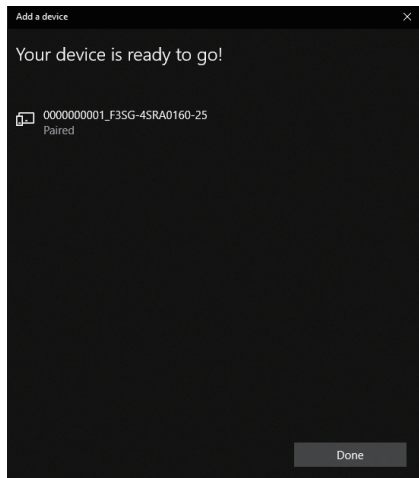 Add a device
Your device is ready to go!
0000000001_F3SG-4SRA0160-25
Paired
Done